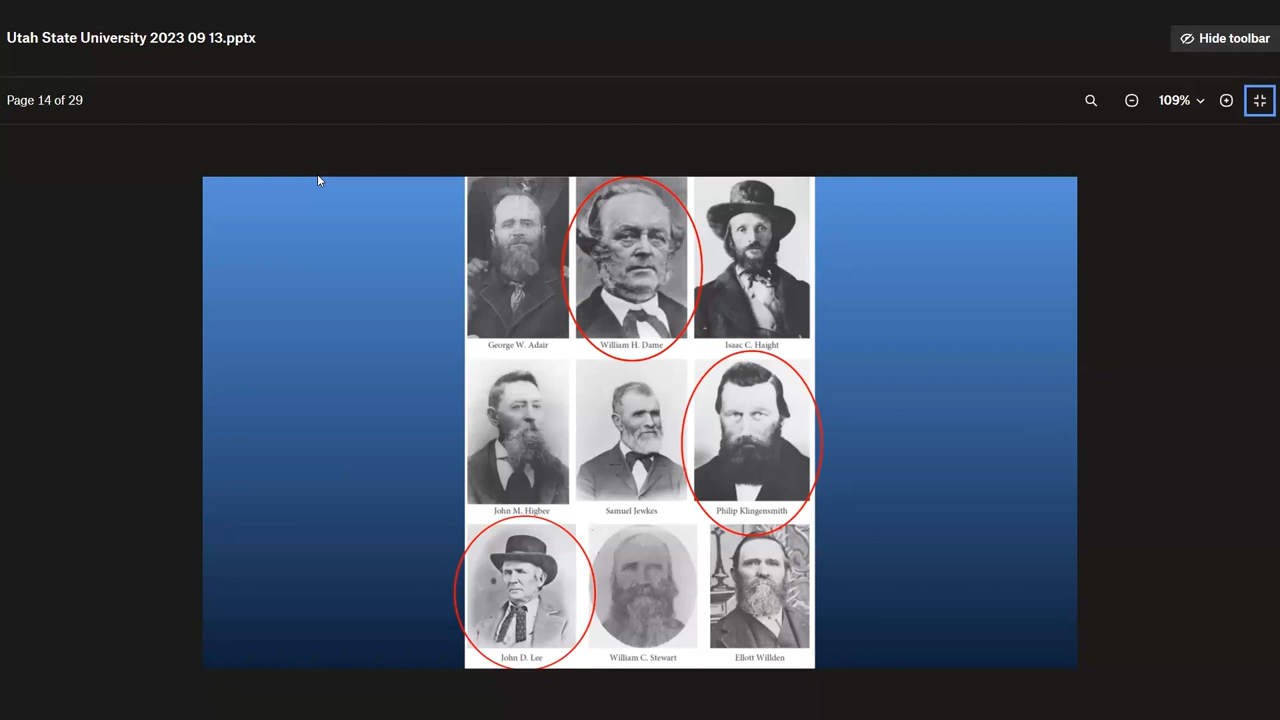 Utah State University 2023 09 13.pptx
Hide toolbar
Page 14 of 29
109%
George W. Adair
William H. Dame
Isaac C. Haight
John M. Higbee
Samuel Jewkes
Philip Klingensmith
John D. Lee
William C. Stewart
Ellott Willden